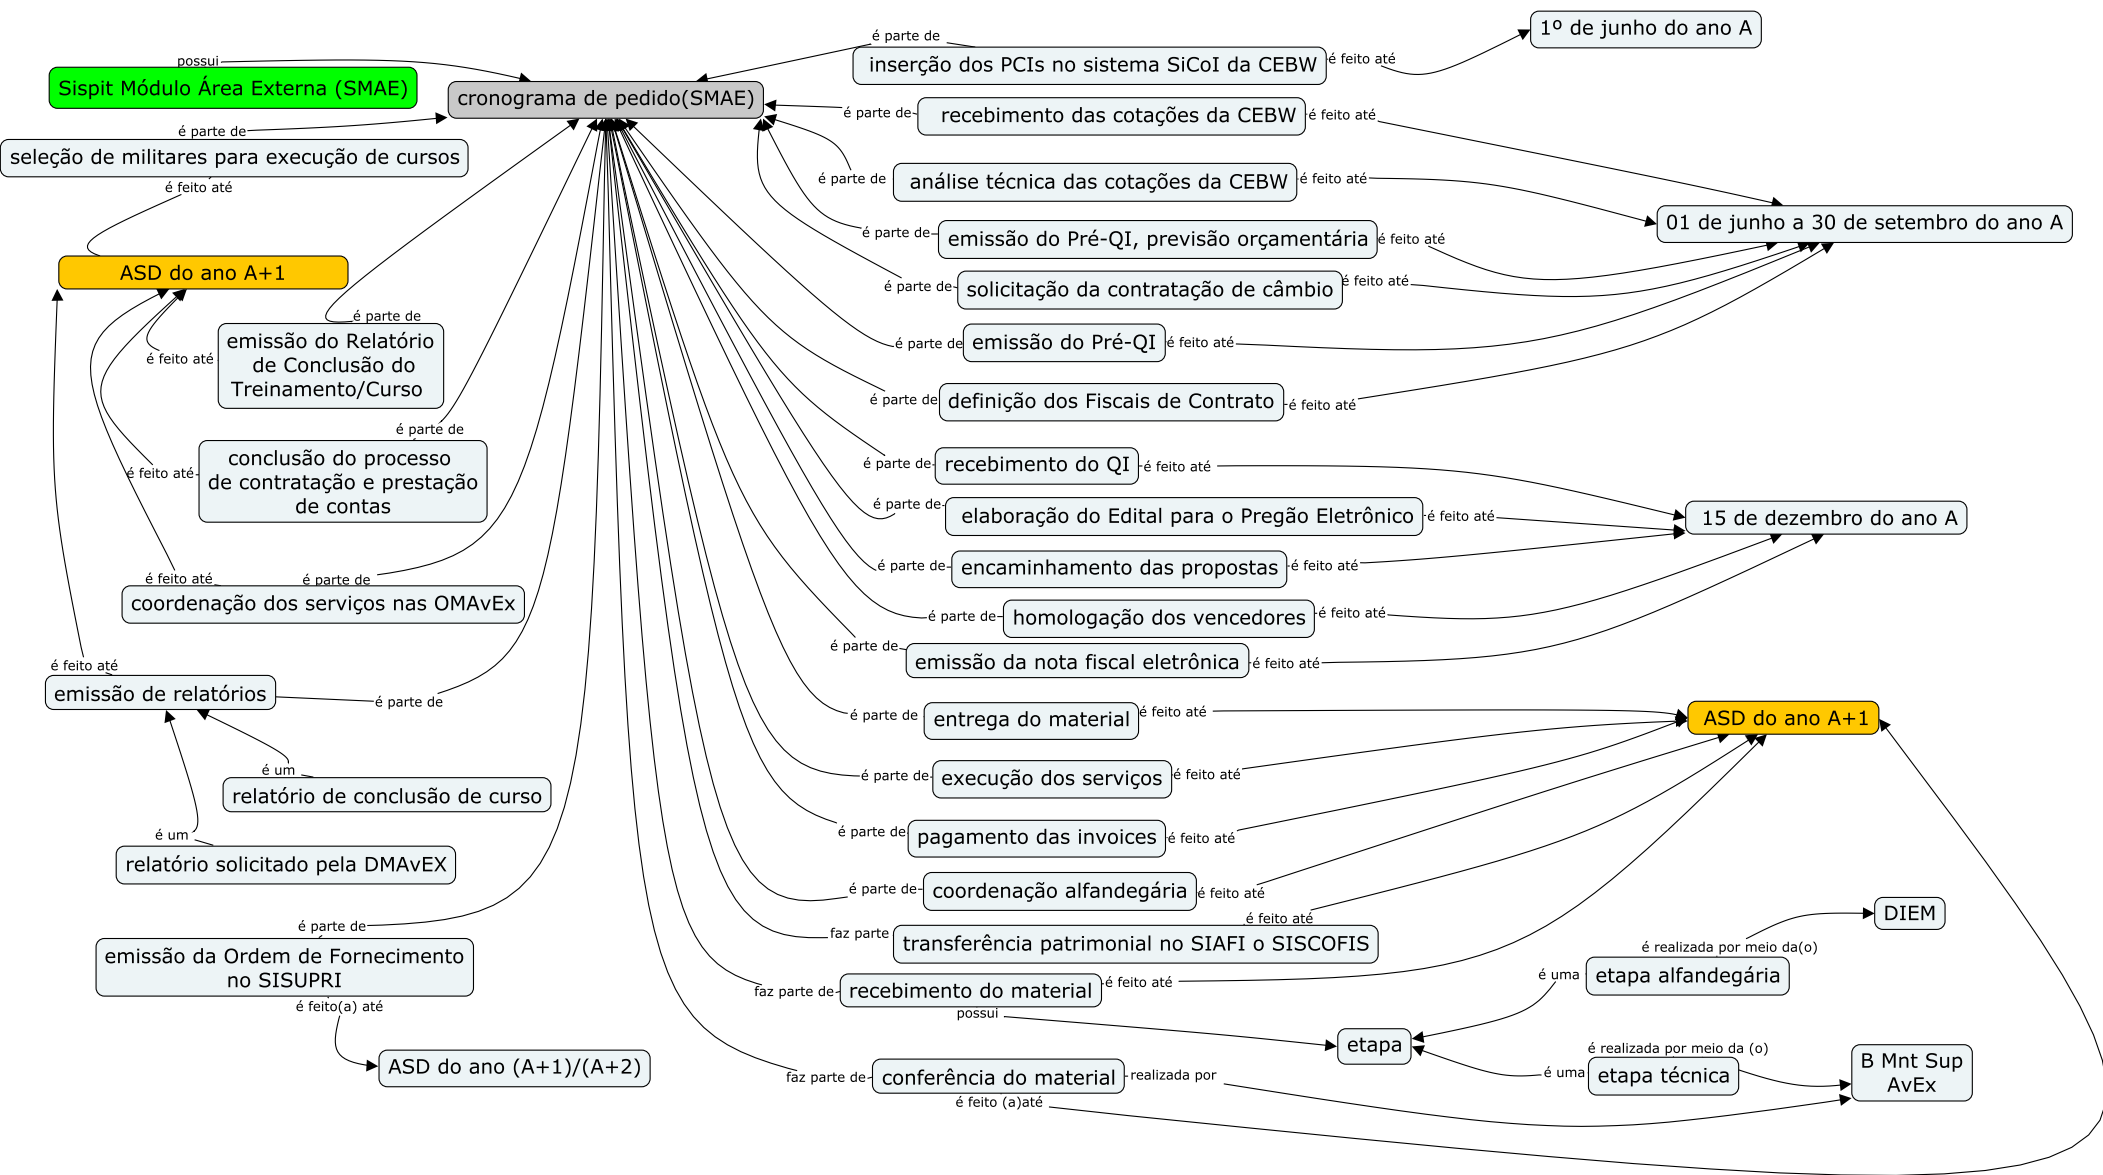 possui
Sispit Módulo Área Externa (SMAE)
cronograma de pedido(SMAE)
é parte de
seleção de militares para execução de cursos
é feito até
ASD do ano A+1
é parte de
emissão do Relatório
de Conclusão do
Treinamento/Curso
é feito até
é parte de
conclusão do processo
de contratação e prestação
de contas
é feito até
é feito até
é parte de
coordenação dos serviços nas OMAvEx
é feito até
emissão de relatórios
é parte de
é um
relatório de conclusão de curso
é um
relatório solicitado pela DMAvEX
é parte de
emissão da Ordem de Fornecimento
no SISUPRI
é feito(a) até
ASD do ano (A+1)/(A+2)
é parte de
inserção dos PCIs no sistema SiCoI da CEBW
é feito até
1º de junho do ano A
é parte de
recebimento das cotações da CEBW
é feito até
é parte de
análise técnica das cotações da CEBW
é feito até
01 de junho a 30 de setembro do ano A
é parte de
emissão do Pré-QI, previsão orçamentária
é feito até
é parte de
solicitação da contratação de câmbio
é feito até
é parte de
emissão do Pré-QI
é feito até
é parte de
definição dos Fiscais de Contrato
é feito até
é parte de
recebimento do QI
é feito até
é parte de
elaboração do Edital para o Pregão Eletrônico
é feito até
15 de dezembro do ano A
é parte de
encaminhamento das propostas
é feito até
é parte de
homologação dos vencedores
é feito até
é parte de
emissão da nota fiscal eletrônica
é feito até
é parte de
entrega do material
é feito até
ASD do ano A+1
é parte de
execução dos serviços
é feito até
é parte de
pagamento das invoices
é feito até
é parte de
coordenação alfandegária
é feito até
faz parte
transferência patrimonial no SIAFI o SISCOFIS
é feito até
faz parte de
recebimento do material
é feito até
possui
etapa
é uma
etapa alfandegária
é realizada por meio da(o)
DIEM
é uma
etapa técnica
é realizada por meio da (o)
B Mnt Sup
AvEx
faz parte de
conferência do material
realizada por
é feito (a)até